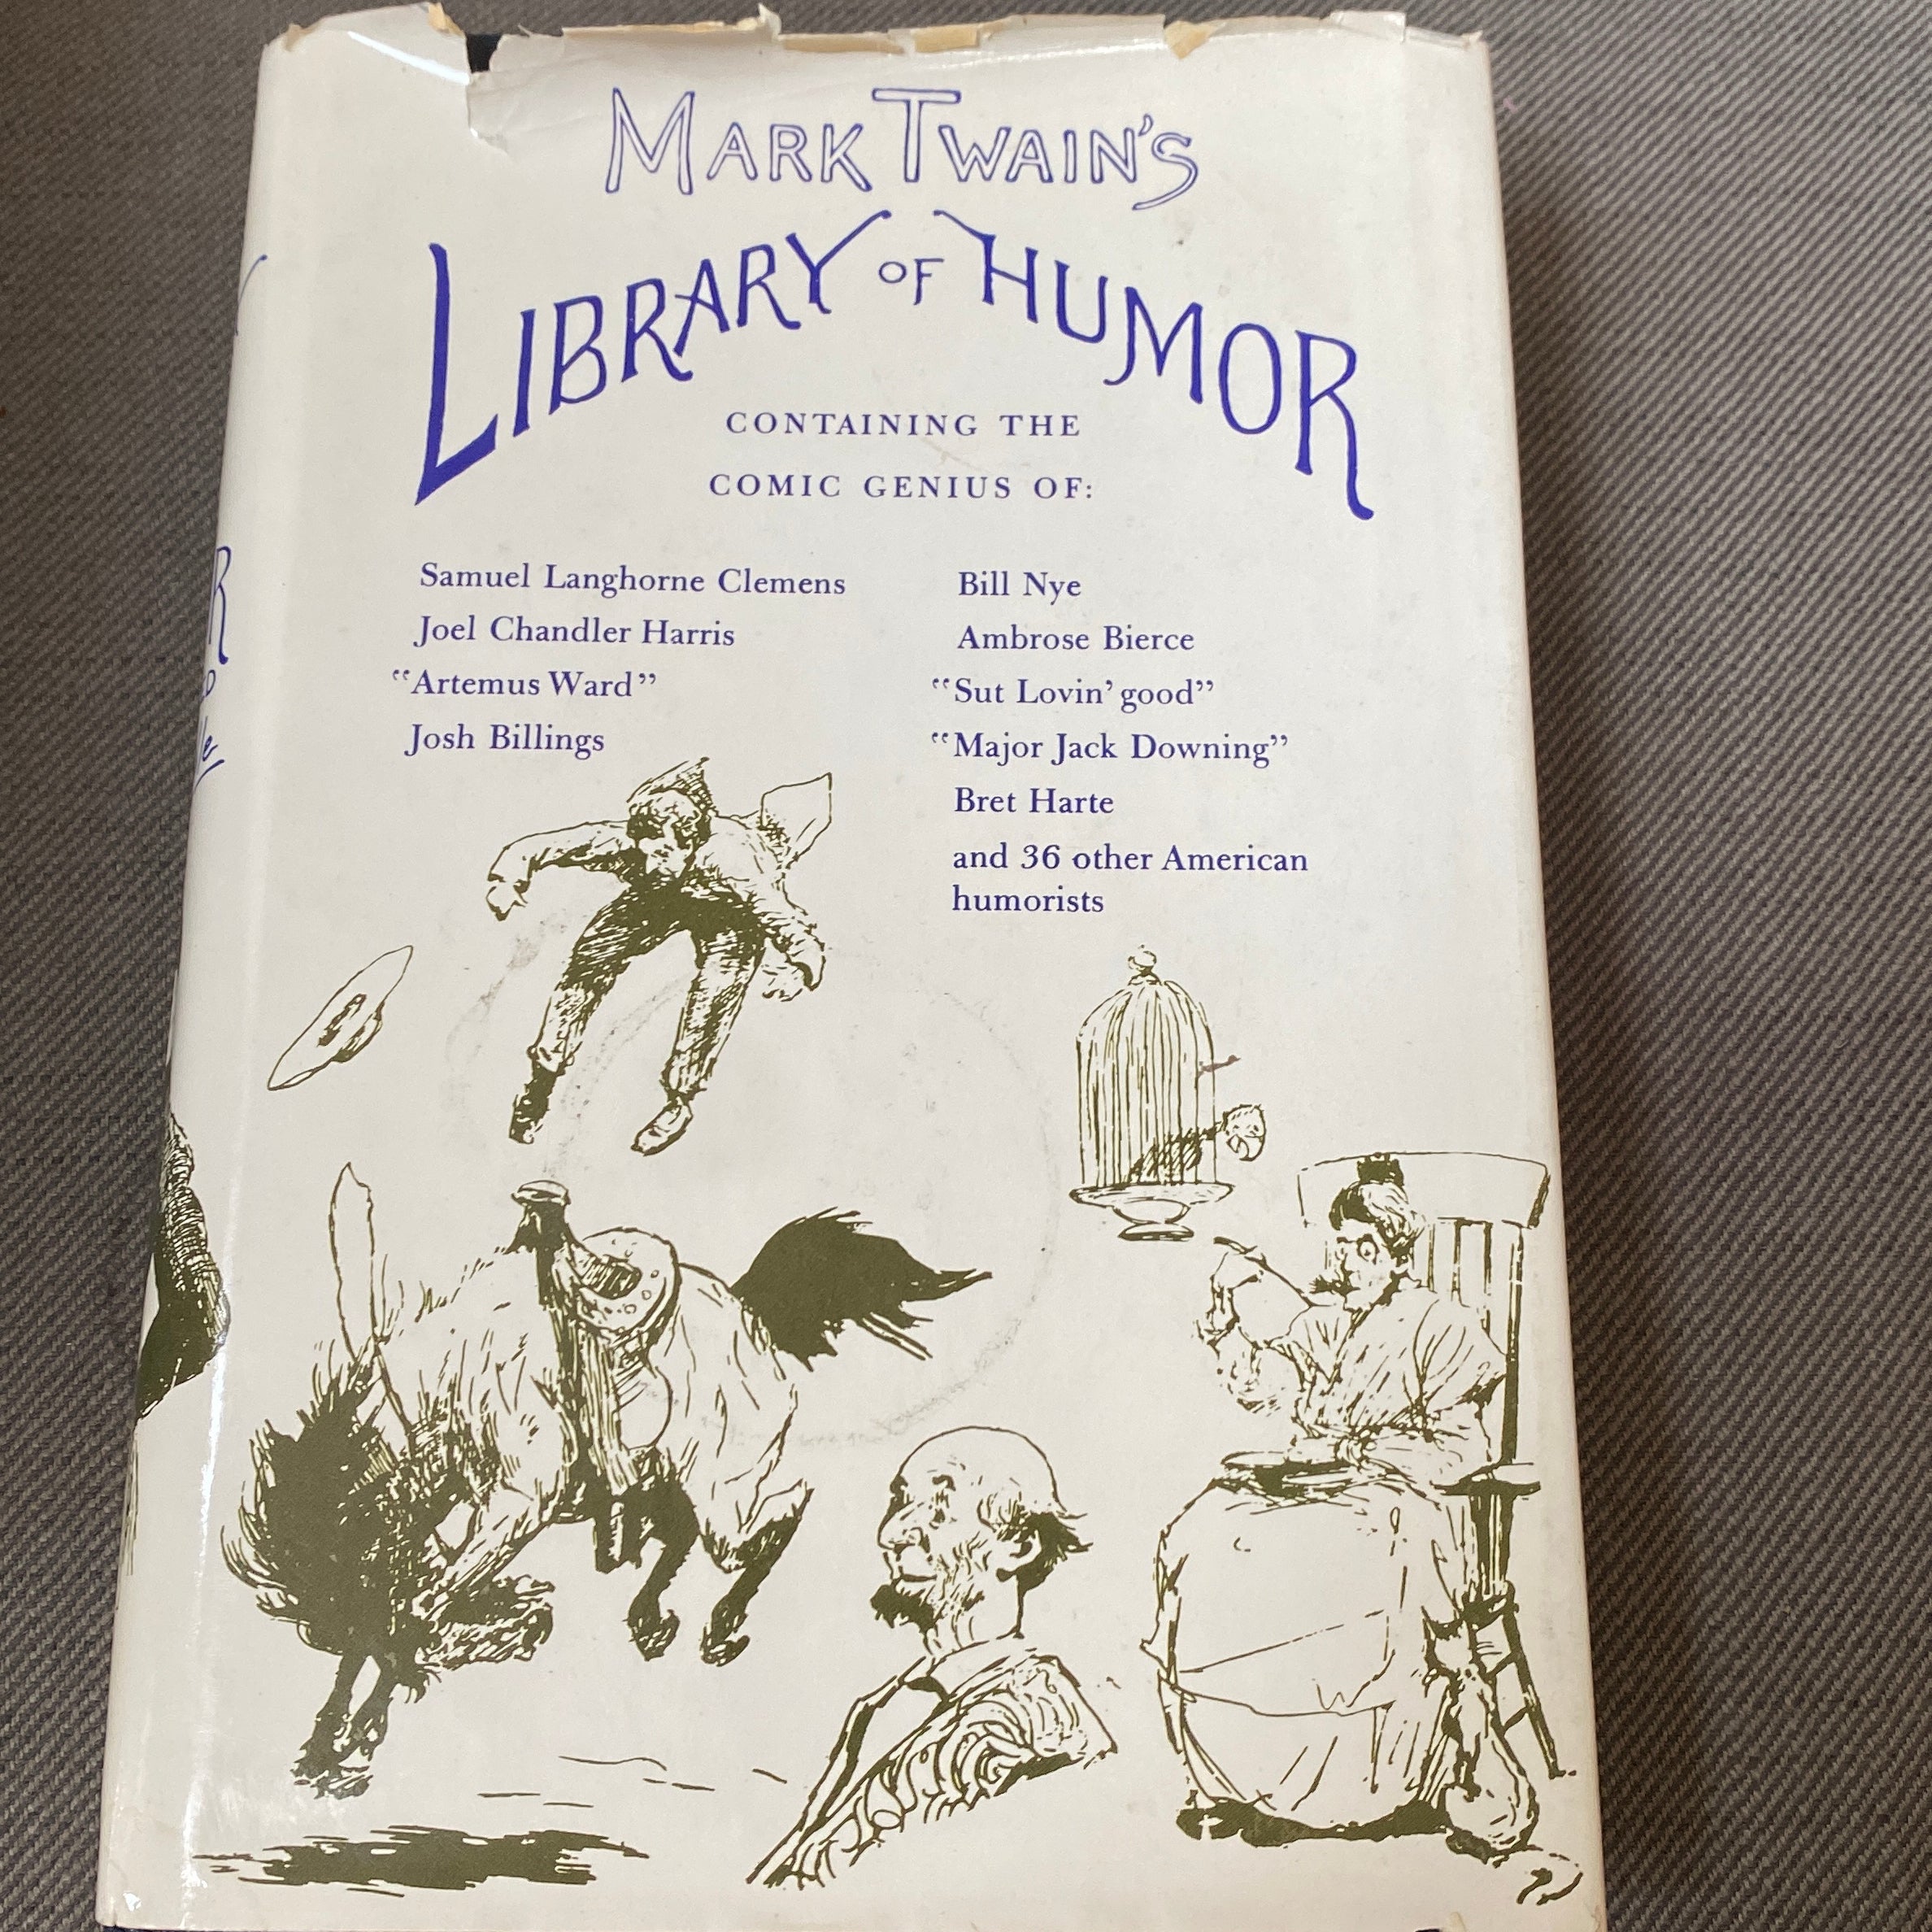 MARK TWAIN'S
LIBRARY OF HUMOR
CONTAINING THE
COMIC GENIUS OF:
Samuel Langhorne Clemens
Joel Chandler Harris
"Artemus Ward"
Josh Billings
Bill Nye
Ambrose Bierce
"Sut Lovin' good"
"Major Jack Downing"
Bret Harte
and 36 other American
humorists